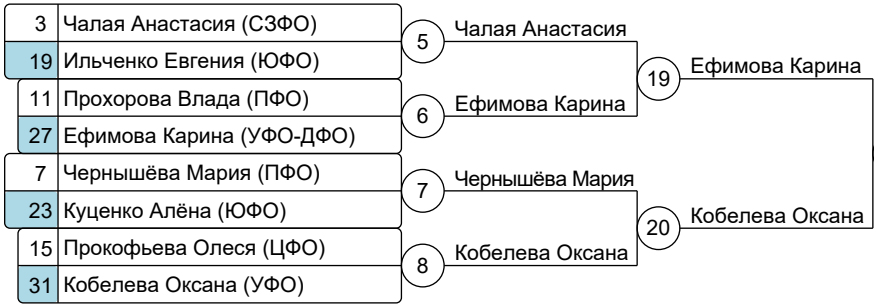 3 Чалая Анастасия (СЗФО)
19 Ильченко Евгения (ЮФО)
5 Чалая Анастасия
11 Прохорова Влада (ПФО)
27 Ефимова Карина (УФО-ДФО)
6 Ефимова Карина
19 Ефимова Карина
7 Чернышёва Мария (ПФО)
23 Куценко Алёна (ЮФО)
7 Чернышёва Мария
15 Прокофьева Олеся (ЦФО)
31 Кобелева Оксана (УФО)
8 Кобелева Оксана
20 Кобелева Оксана